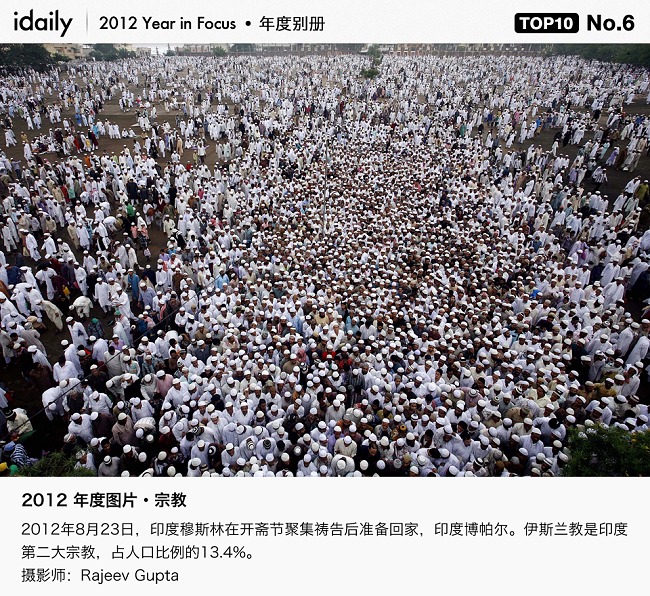 idaily 2012 Year in Focus • 年度别册 TOP10 No.6
2012 年度图片·宗教
2012年8月23日，印度穆斯林在开斋节聚集祷告后准备回家，印度博帕尔。伊斯兰教是印度
第二大宗教，占人口比例的13.4%。
摄影师：Rajeev Gupta